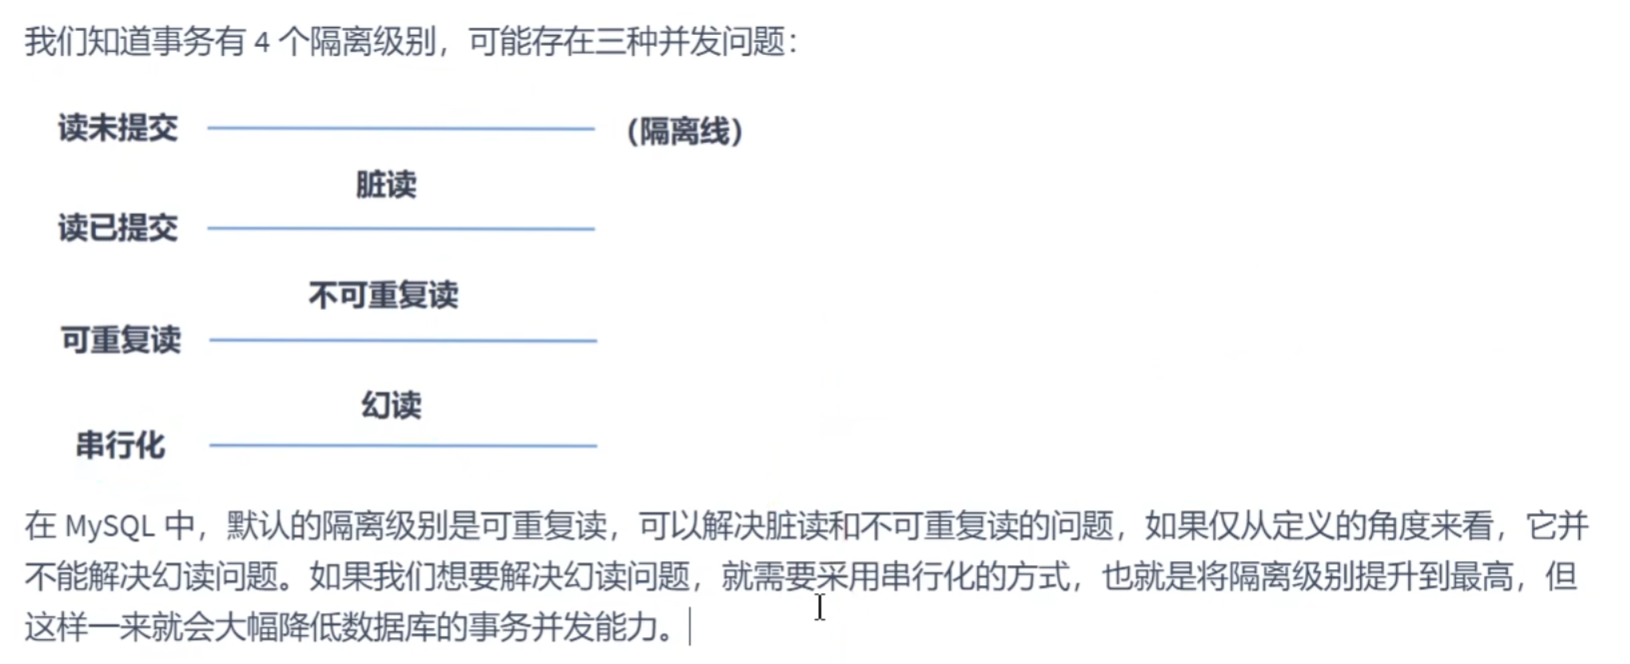 我们知道事务有 4 个隔离级别，可能存在三种并发问题：
读未提交 （隔离线）
脏读
读已提交
不可重复读
可重复读
幻读
串行化
在 MySQL 中，默认的隔离级别是可重复读，可以解决脏读和不可重复读的问题，如果仅从定义的角度来看，它并
不能解决幻读问题。如果我们想要解决幻读问题，就需要采用串行化的方式，也就是将隔离级别提升到最高，但
这样一来就会大幅降低数据库的事务并发能力。